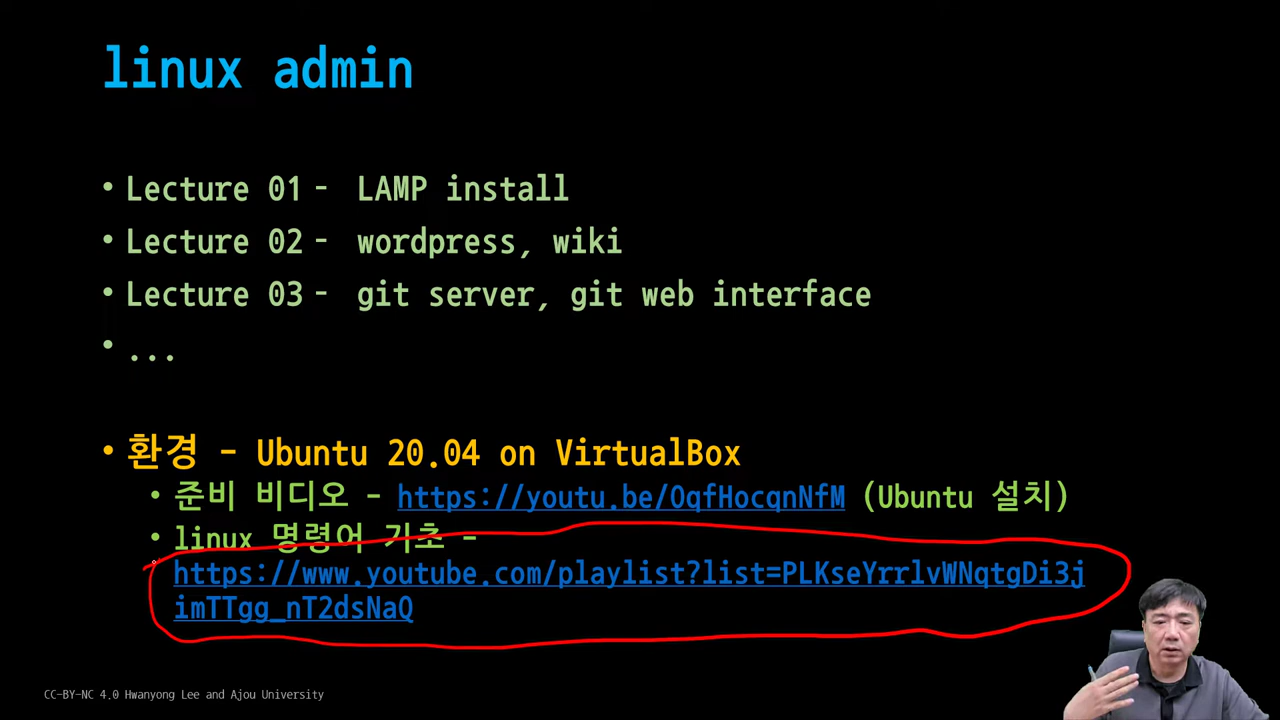 linux admin
• Lecture 01 - LAMP install
• Lecture 02 - wordpress, wiki
• Lecture 03 - git server, git web interface
• ...
• 환경 - Ubuntu 20.04 on VirtualBox
• 준비 비디오 - https://youtu.be/OqfHocqnNfM (Ubuntu 설치)
• linux 명령어 기초 -
https://www.youtube.com/playlist?list=PLKseYrrlvWNqtgDi3j
imTTgg_nT2dsNaQ
CC-BY-NC 4.0 Hwanyong Lee and Ajou University